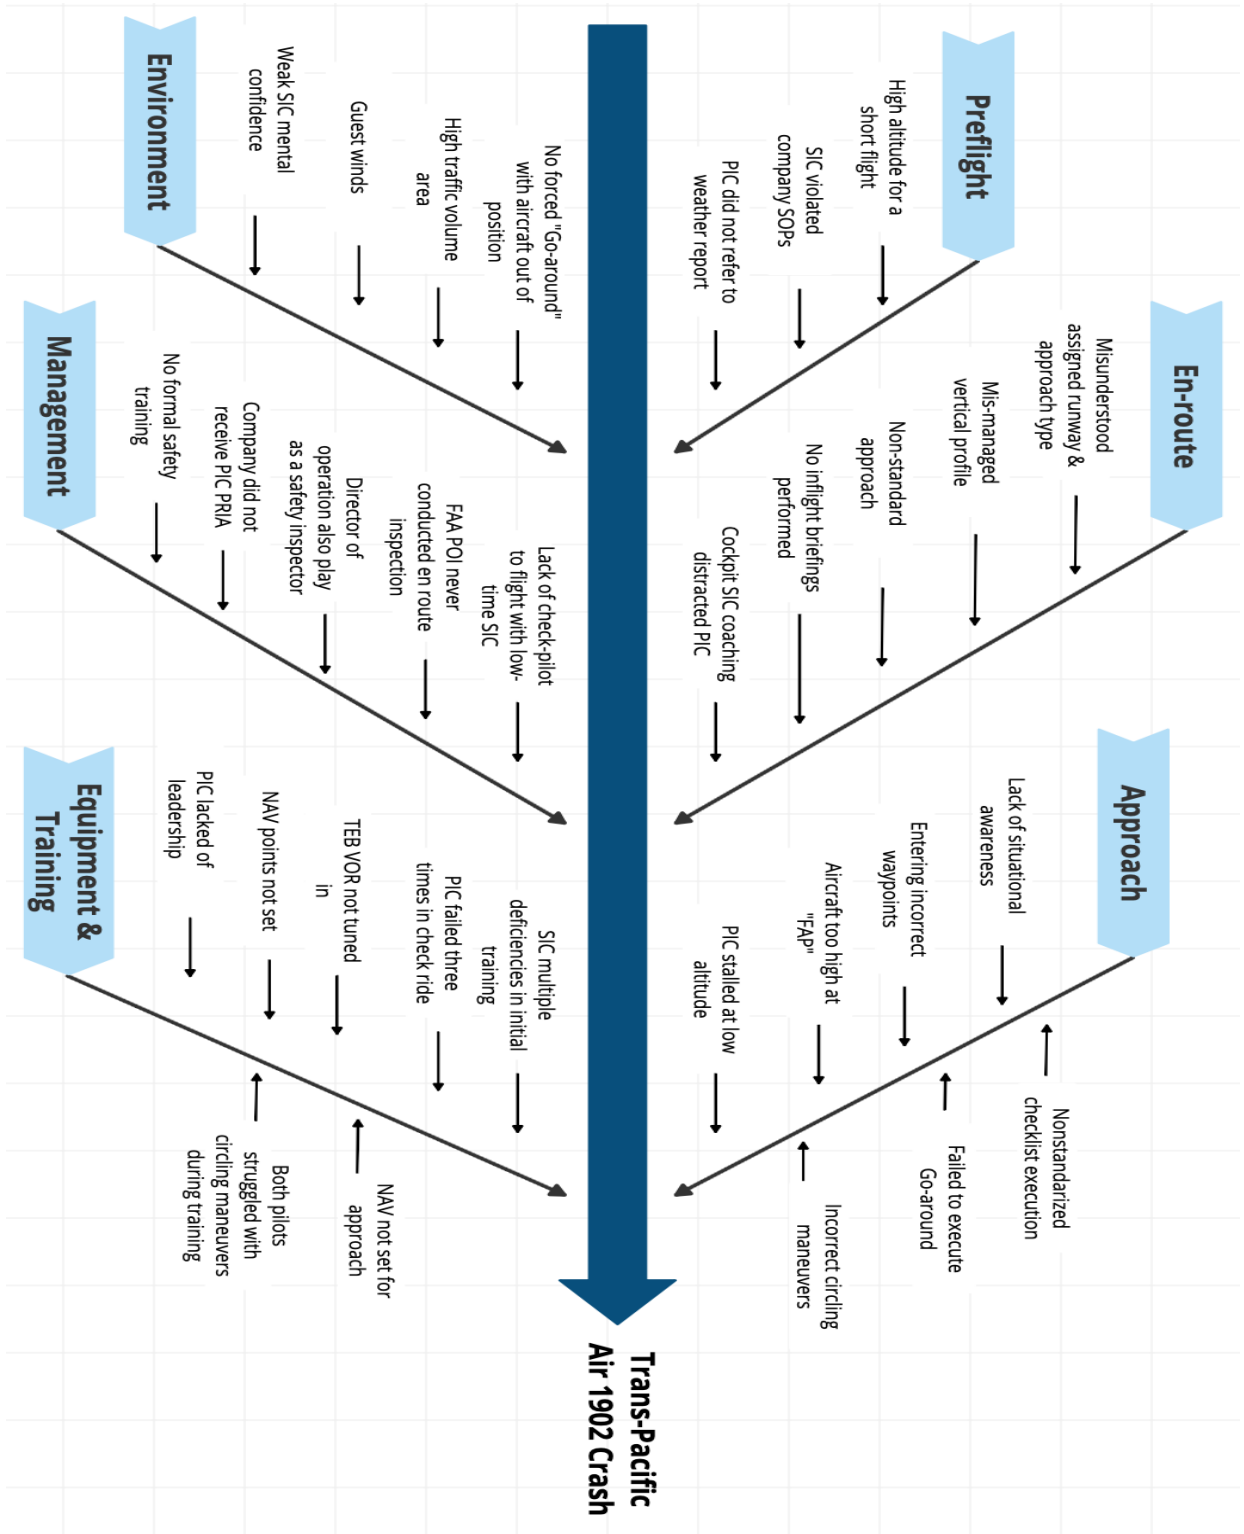 Preflight
High altitude for a
short flight
SIC violated
company SOPs
PIC did not refer to
weather report
En-route
Misunderstood
assigned runway &
approach type
Mis-managed
vertical profile
Non-standard
approach
No inflight briefings
performed
Cockpit SIC coaching
distracted PIC
Approach
Lack of situational
awareness
Entering incorrect
waypoints
Aircraft too high at
"FAP"
PIC stalled at low
altitude
Nonstandarized
checklist execution
Failed to execute
Go-around
Incorrect circling
maneuvers
Trans-Pacific
Air 1902 Crash
Environment
Weak SIC mental
confidence
Guest winds
High traffic volume
area
No forced "Go-around"
with aircraft out of
position
Management
No formal safety
training
Company did not
receive PIC PRIA
Director of
operation also play
as a safety inspector
FAA POI never
conducted en route
inspection
Lack of check-pilot
to flight with low-
time SIC
Equipment &
Training
PIC lacked of
leadership
NAV points not set
TEB VOR not tuned
in
PIC failed three
times in check ride
SIC multiple
deficiencies in initial
training
Both pilots
struggled with
circling maneuvers
during training
NAV not set for
approach